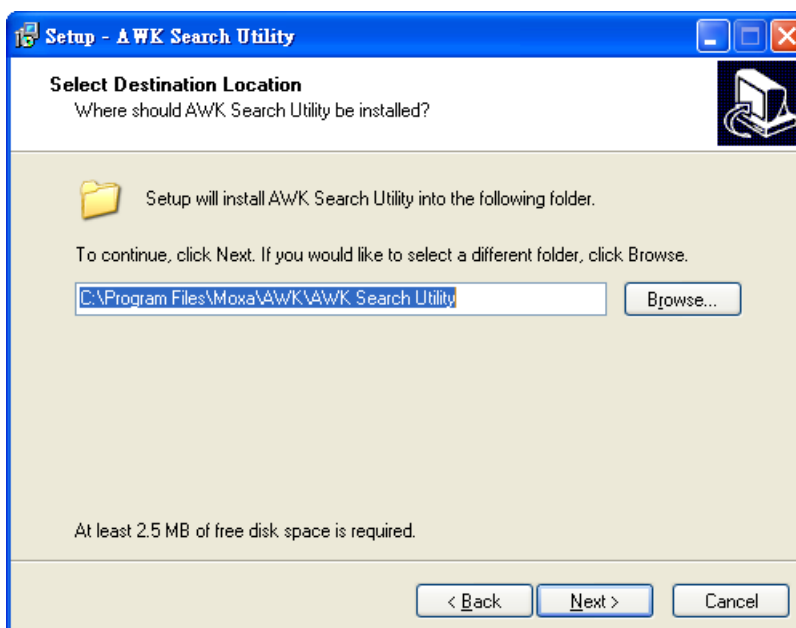 Setup - AWK Search Utility
Select Destination Location
Where should AWK Search Utility be installed?
Setup will install AWK Search Utility into the following folder.
To continue, click Next. If you would like to select a different folder, click Browse.
C:\Program Files\Moxa\AWK\AWK Search Utility
Browse...
At least 2.5 MB of free disk space is required.
< Back
Next >
Cancel